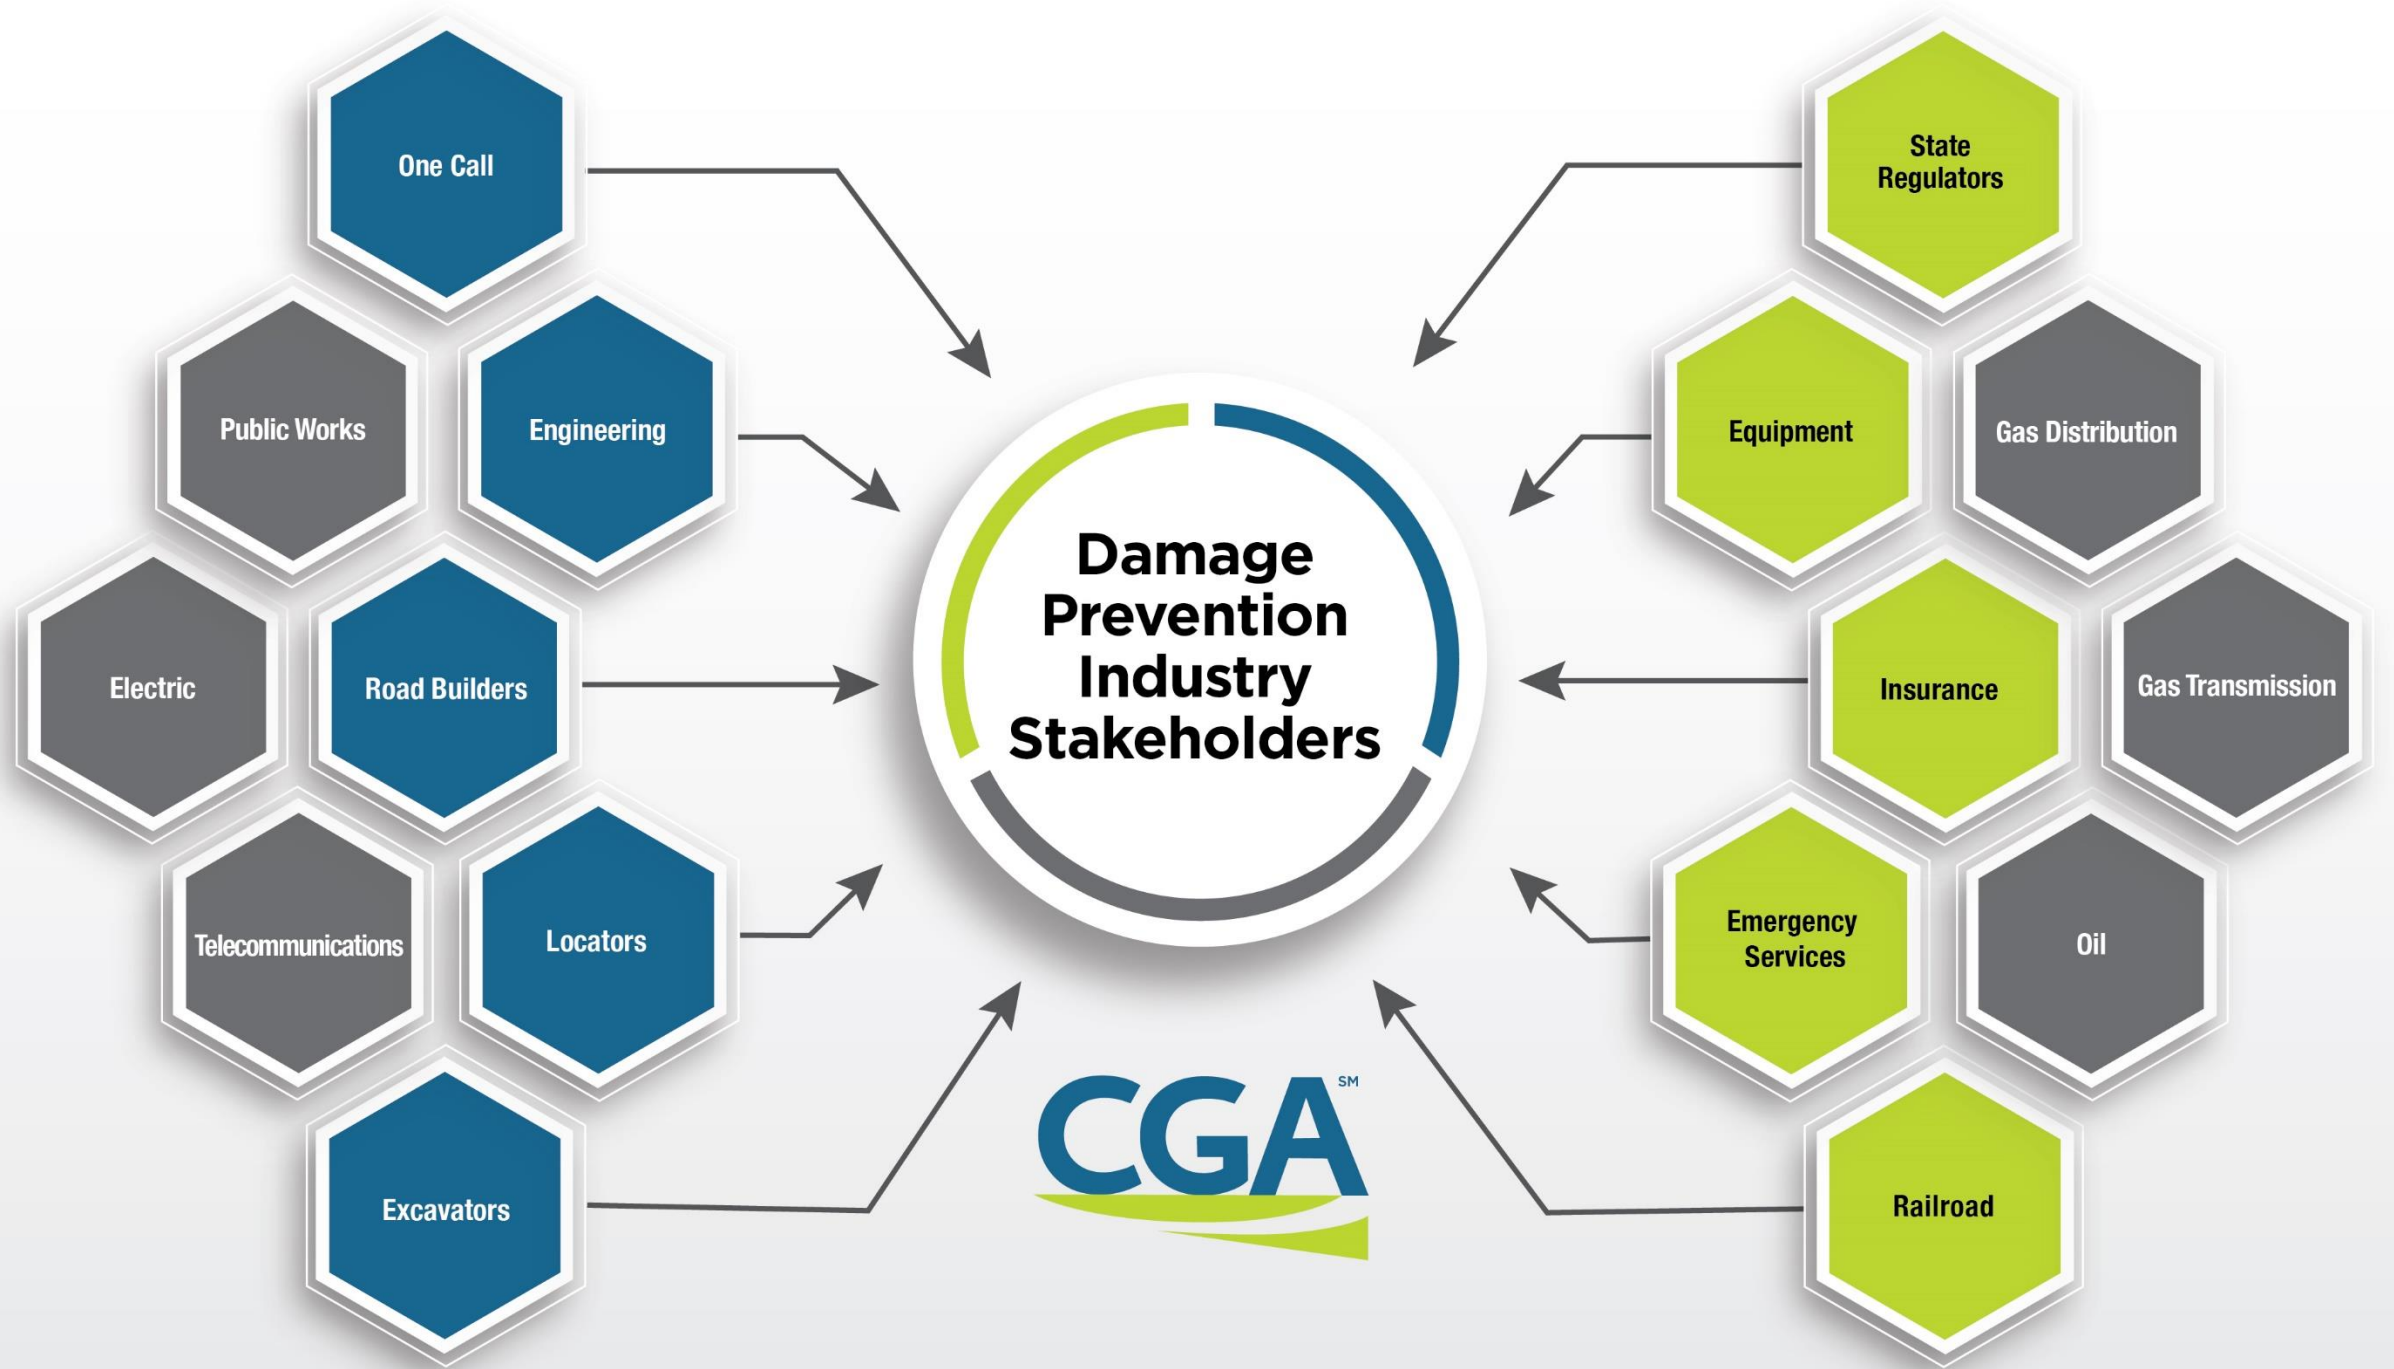 One Call
Public Works
Engineering
Electric
Road Builders
Telecommunications
Locators
Excavators
Damage
Prevention
Industry
Stakeholders
CGA SM
State
Regulators
Equipment
Gas Distribution
Insurance
Gas Transmission
Emergency
Services
Oil
Railroad